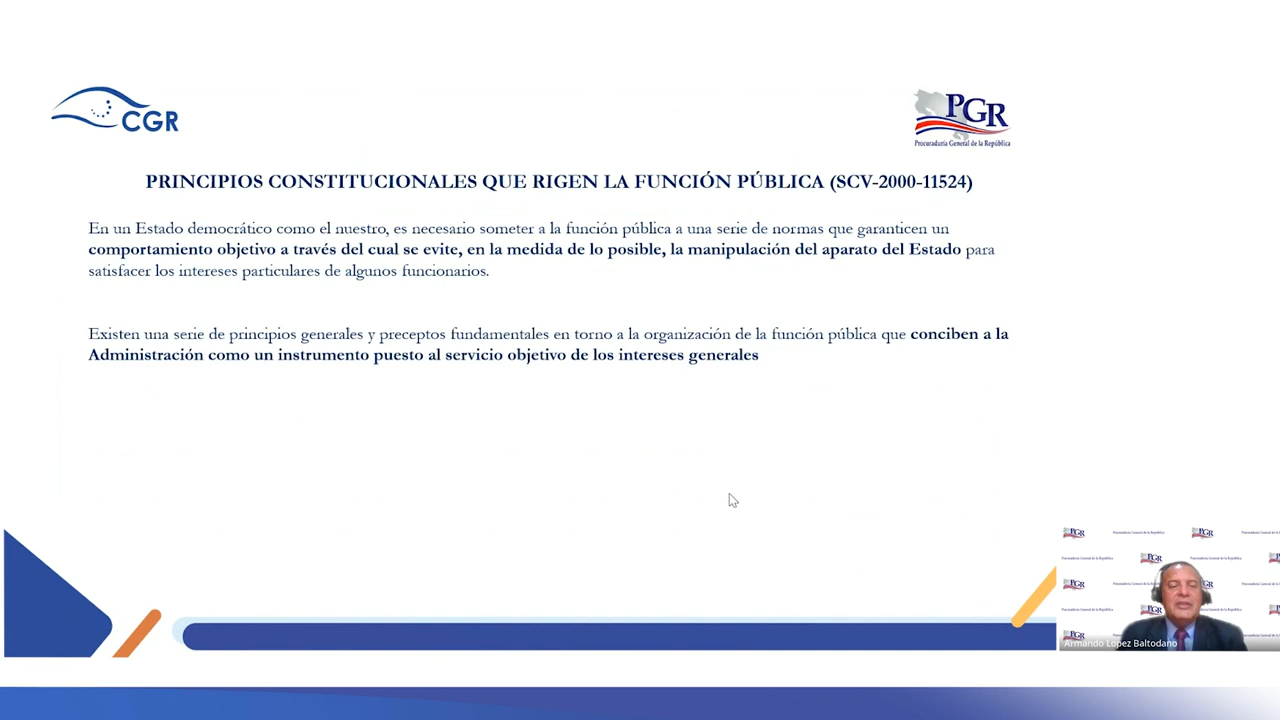 CGR
PGR
Procuraduría General de la República
PRINCIPIOS CONSTITUCIONALES QUE RIGEN LA FUNCIÓN PÚBLICA (SCV-2000-11524)
En un Estado democrático como el nuestro, es necesario someter a la función pública a una serie de normas que garanticen un
comportamiento objetivo a través del cual se evite, en la medida de lo posible, la manipulación del aparato del Estado para
satisfacer los intereses particulares de algunos funcionarios.
Existen una serie de principios generales y preceptos fundamentales en torno a la organización de la función pública que conciben a la
Administración como un instrumento puesto al servicio objetivo de los intereses generales
Armando López Baltodano